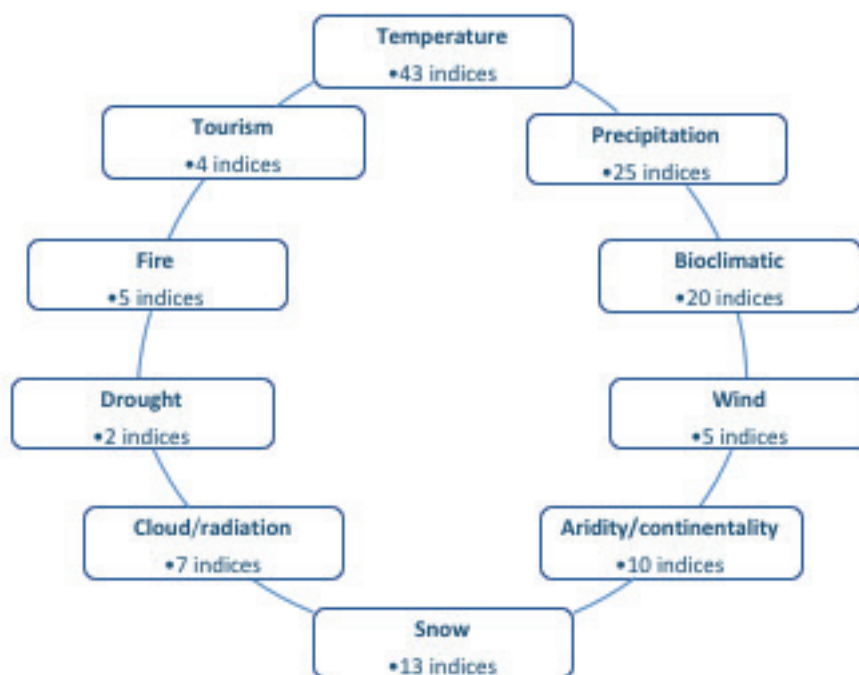 Temperature
•43 indices
Precipitation
•25 indices
Bioclimatic
•20 indices
Wind
•5 indices
Aridity/continentality
•10 indices
Snow
•13 indices
Cloud/radiation
•7 indices
Drought
•2 indices
Fire
•5 indices
Tourism
•4 indices